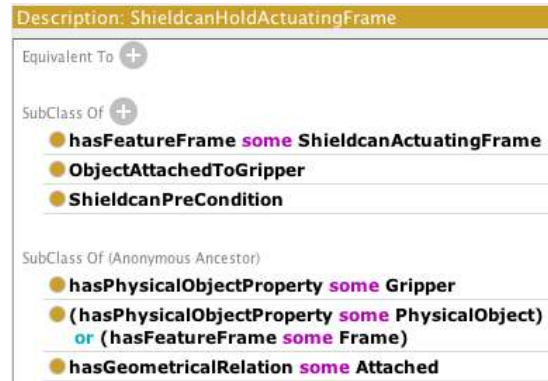 Description: ShieldcanHoldActuatingFrame
Equivalent To
SubClass Of
hasFeatureFrame some ShieldcanActuatingFrame
ObjectAttachedToGripper
ShieldcanPreCondition
SubClass Of (Anonymous Ancestor)
hasPhysicalObjectProperty some Gripper
(hasPhysicalObjectProperty some PhysicalObject)
or (hasFeatureFrame some Frame)
hasGeometricalRelation some Attached